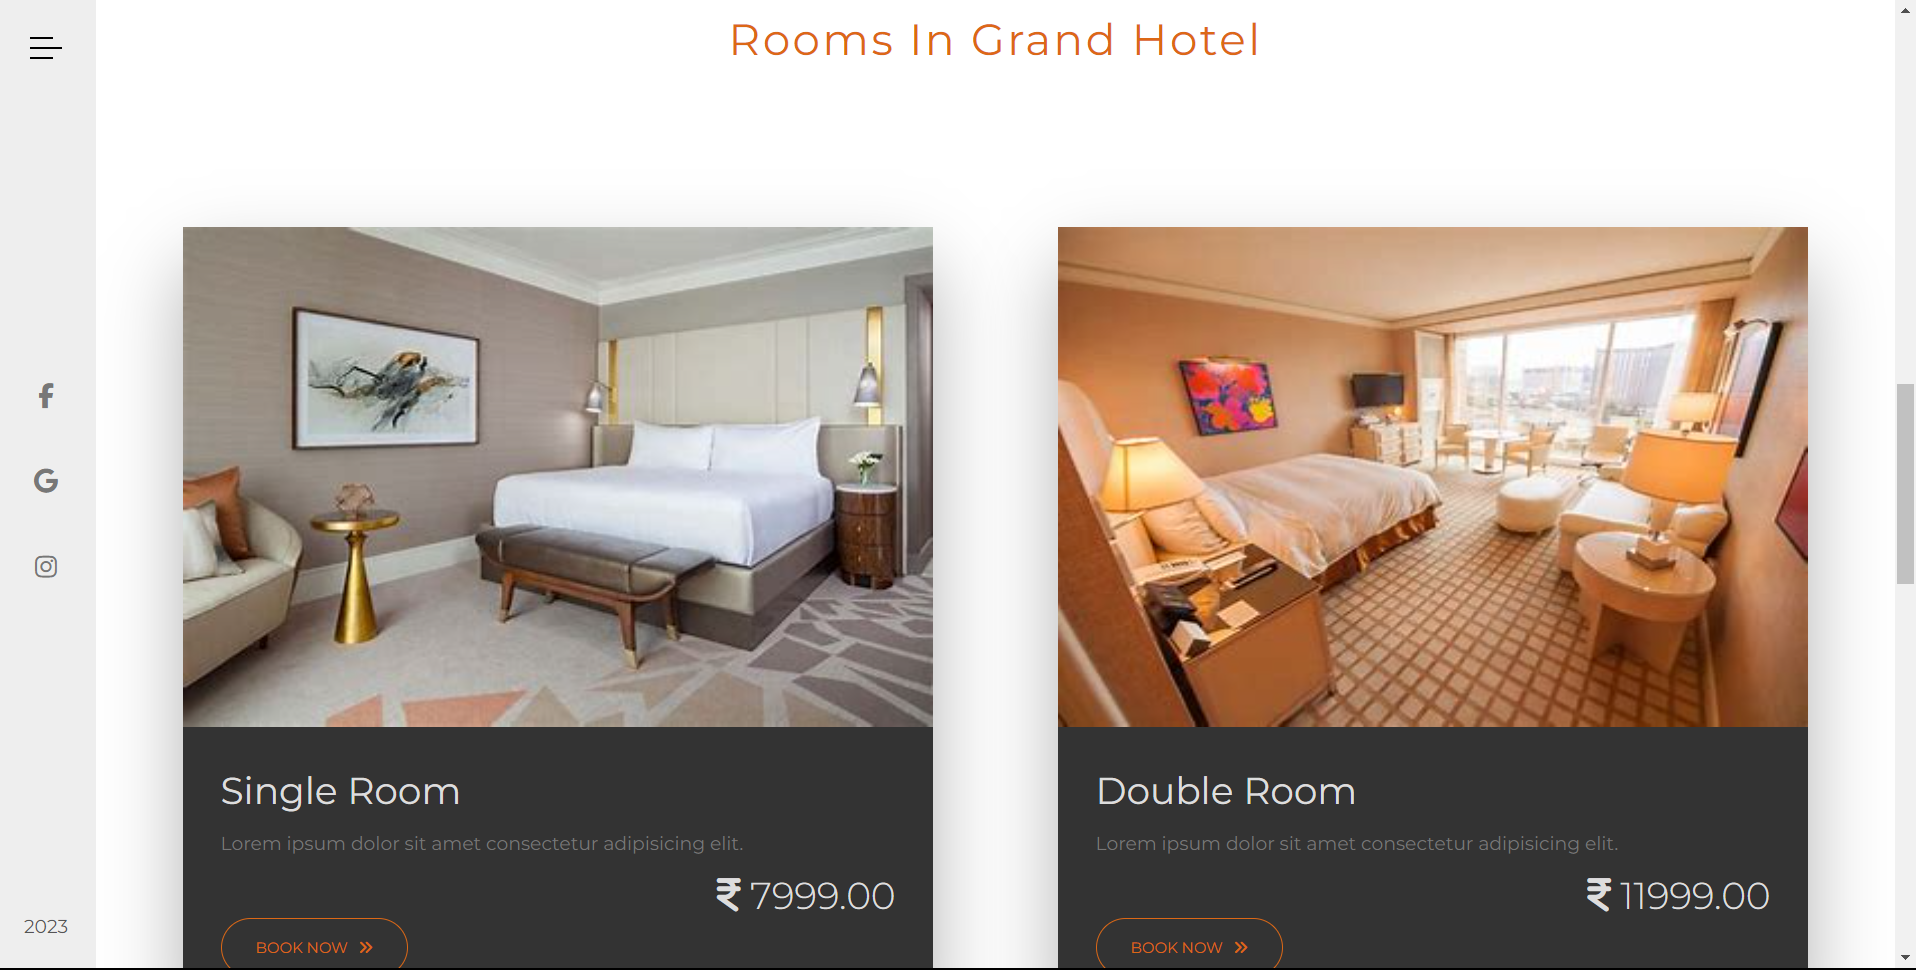 Rooms In Grand Hotel
Single Room
Lorem ipsum dolor sit amet consectetur adipisicing elit.
₹ 7999.00
BOOK NOW »
Double Room
Lorem ipsum dolor sit amet consectetur adipisicing elit.
₹ 11999.00
BOOK NOW »
2023